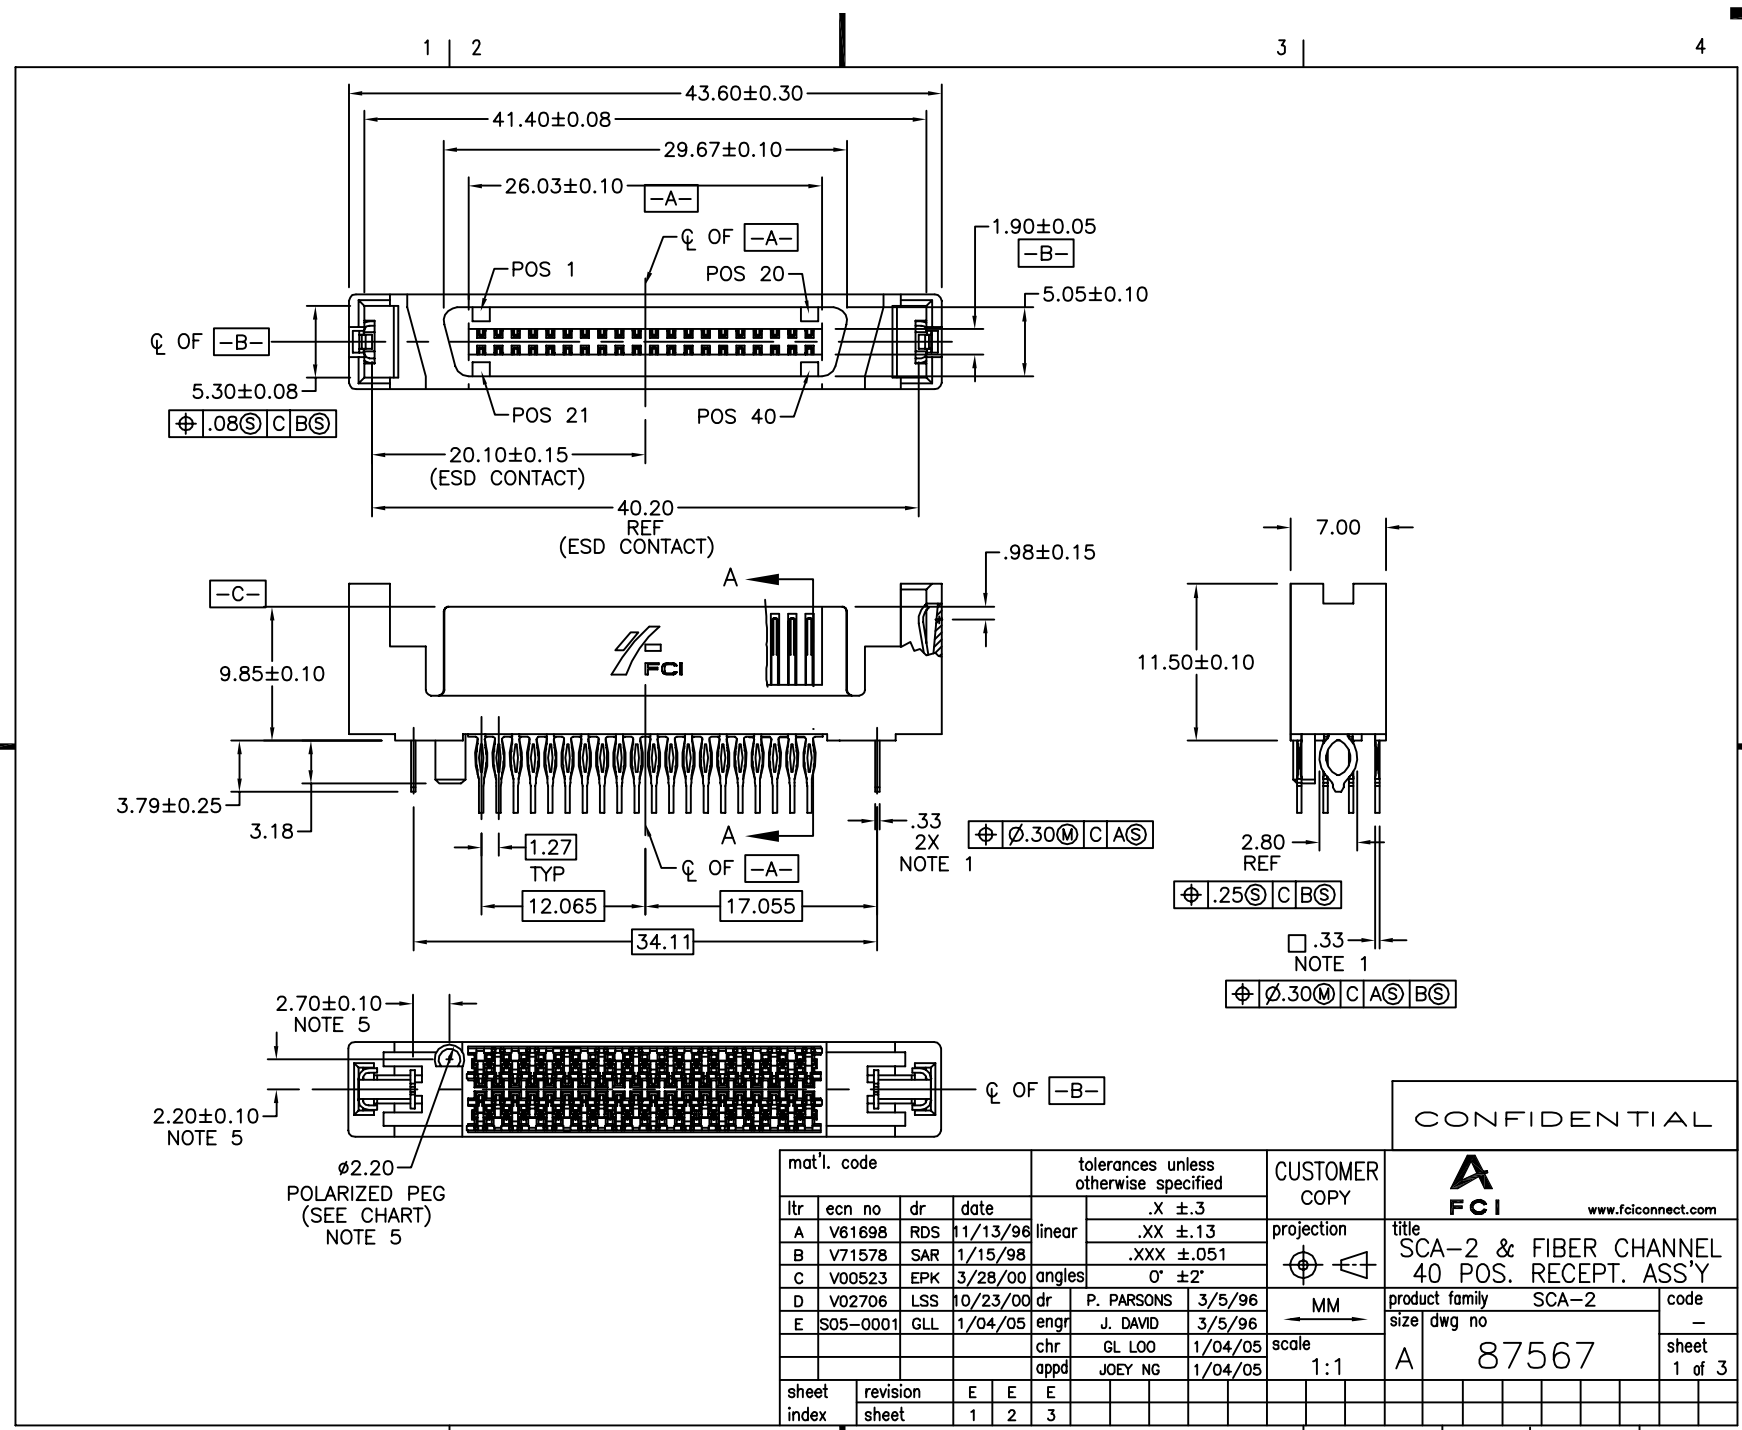 1 2 3 4
43.60±0.30
41.40±0.08
29.67±0.10
26.03±0.10
-A-
℄ OF -A-
1.90±0.05
-B-
POS 1
POS 20
5.05±0.10
℄ OF -B-
5.30±0.08
⌖ .08Ⓢ C BⓈ
POS 21
POS 40
20.10±0.15
(ESD CONTACT)
40.20
REF
(ESD CONTACT)
7.00
.98±0.15
A
-C-
FCI
9.85±0.10
11.50±0.10
3.79±0.25
3.18
1.27
TYP
A
℄ OF -A-
.33
2X
NOTE 1
⌖ Ø.30Ⓜ C AⓈ
2.80
REF
⌖ .25Ⓢ C BⓈ
12.065
17.055
34.11
□ .33
NOTE 1
⌖ Ø.30Ⓜ C AⓈ BⓈ
2.70±0.10
NOTE 5
2.20±0.10
NOTE 5
℄ OF -B-
ø2.20
POLARIZED PEG
(SEE CHART)
NOTE 5
CONFIDENTIAL
mat'l. code
tolerances unless
otherwise specified
CUSTOMER
COPY
FCI
www.fciconnect.com
ltr ecn no dr date
A V61698 RDS 11/13/96
B V71578 SAR 1/15/98
C V00523 EPK 3/28/00
D V02706 LSS 10/23/00
E S05-0001 GLL 1/04/05
linear
.X ±.3
.XX ±.13
.XXX ±.051
angles 0° ±2°
dr P. PARSONS 3/5/96
engr J. DAVID 3/5/96
chr GL LOO 1/04/05
appd JOEY NG 1/04/05
projection
MM
scale
1:1
title
SCA-2 & FIBER CHANNEL
40 POS. RECEPT. ASS'Y
product family SCA-2
code
-
size dwg no
A 87567
sheet
1 of 3
sheet revision E E E
index sheet 1 2 3